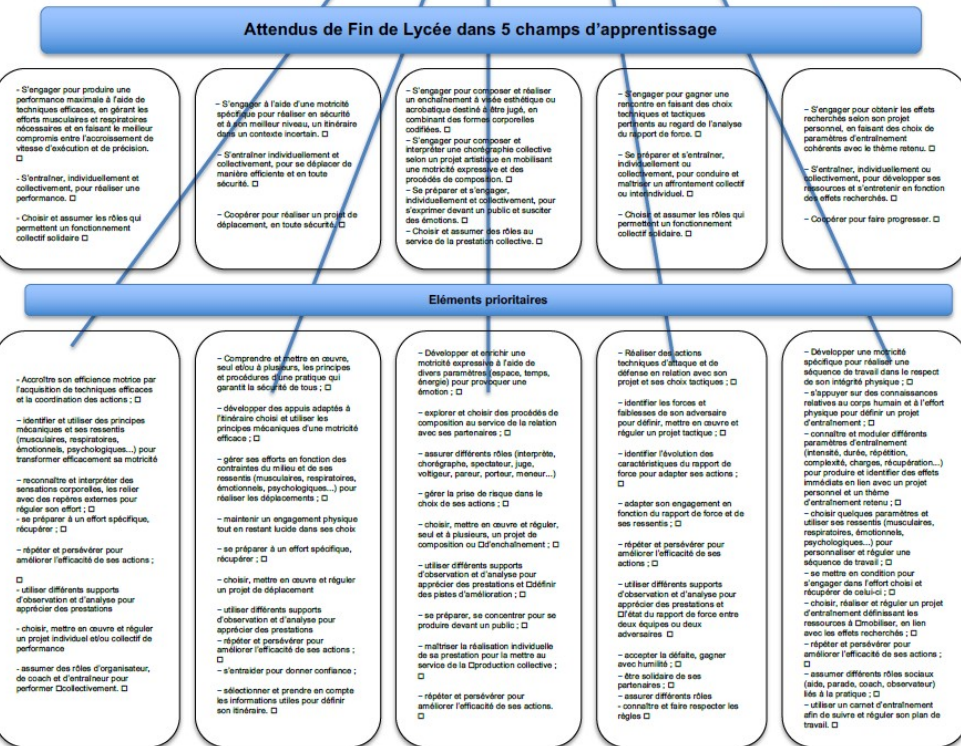 Attendus de Fin de Lycée dans 5 champs d'apprentissage
- S'engager pour produire une
performance maximale à l'aide de
techniques efficaces, en gérant les
efforts musculaires et respiratoires
nécessaires et en faisant le meilleur
compromis entre l'accroissement de
vitesse d'exécution et de précision.
☐
- S'entraîner, individuellement et
collectivement, pour réaliser une
performance. ☐
- Choisir et assumer les rôles qui
permettent un fonctionnement
collectif solidaire ☐
– S'engager à l'aide d'une motricité
spécifique pour réaliser en sécurité
et à son meilleur niveau, un itinéraire
dans un contexte incertain. ☐
– S'entraîner individuellement et
collectivement, pour se déplacer de
manière efficiente et en toute
sécurité. ☐
- Coopérer pour réaliser un projet de
déplacement, en toute sécurité. ☐
– S'engager pour composer et réaliser
un enchaînement à visée esthétique ou
acrobatique destiné à être jugé, en
combinant des formes corporelles
codifiées. ☐
– S'engager pour composer et
interpréter une chorégraphie collective
selon un projet artistique en mobilisant
une motricité expressive et des
procédés de composition. ☐
– Se préparer et s'engager,
individuellement et collectivement, pour
s'exprimer devant un public et susciter
des émotions. ☐
– Choisir et assumer des rôles au
service de la prestation collective. ☐
– S'engager pour gagner une
rencontre en faisant des choix
techniques et tactiques
pertinents au regard de l'analyse
du rapport de force. ☐
– Se préparer et s'entraîner,
individuellement ou
collectivement, pour conduire et
maîtriser un affrontement collectif
ou interindividuel. ☐
– Choisir et assumer les rôles qui
permettent un fonctionnement
collectif solidaire. ☐
– S'engager pour obtenir les effets
recherchés selon son projet
personnel, en faisant des choix de
paramètres d'entraînement
cohérents avec le thème retenu. ☐
– S'entraîner, individuellement ou
collectivement, pour développer ses
ressources et s'entretenir en fonction
des effets recherchés. ☐
– Coopérer pour faire progresser. ☐
Eléments prioritaires
- Accroître son efficience motrice par
l'acquisition de techniques efficaces
et la coordination des actions ; ☐
– identifier et utiliser des principes
mécaniques et ses ressentis
(musculaires, respiratoires,
émotionnels, psychologiques...) pour
transformer efficacement sa motricité
– reconnaître et interpréter des
sensations corporelles, les relier
avec des repères externes pour
réguler son effort ; ☐
- se préparer à un effort spécifique,
récupérer ; ☐
– répéter et persévérer pour
améliorer l'efficacité de ses actions ;
☐
- utiliser différents supports
d'observation et d'analyse pour
apprécier des prestations
- choisir, mettre en œuvre et réguler
un projet individuel et/ou collectif de
performance
- assumer des rôles d'organisateur,
de coach et d'entraîneur pour
performer ☐collectivement. ☐
– Comprendre et mettre en œuvre,
seul et/ou à plusieurs, les principes
et procédures d'une pratique qui
garantit la sécurité de tous ; ☐
– développer des appuis adaptés à
l'itinéraire choisi et utiliser les
principes mécaniques d'une motricité
efficace ; ☐
– gérer ses efforts en fonction des
contraintes du milieu et de ses
ressentis (musculaires, respiratoires,
émotionnels, psychologiques...) pour
réaliser les déplacements ; ☐
– maintenir un engagement physique
tout en restant lucide dans ses choix
– se préparer à un effort spécifique,
récupérer ; ☐
– choisir, mettre en œuvre et réguler
un projet de déplacement
– utiliser différents supports
d'observation et d'analyse pour
apprécier des prestations
– répéter et persévérer pour
améliorer l'efficacité de ses actions ;
☐
– s'entraider pour donner confiance ;
– sélectionner et prendre en compte
les informations utiles pour définir
son itinéraire. ☐
– Développer et enrichir une
motricité expressive à l'aide de
divers paramètres (espace, temps,
énergie) pour provoquer une
émotion ; ☐
– explorer et choisir des procédés de
composition au service de la relation
avec ses partenaires ; ☐
– assurer différents rôles (interprète,
chorégraphe, spectateur, juge,
voltigeur, pareur, porteur, meneur...)
– gérer la prise de risque dans le
choix de ses actions ; ☐
– choisir, mettre en œuvre et réguler,
seul et à plusieurs, un projet de
composition ou ☐d'enchaînement ; ☐
– utiliser différents supports
d'observation et d'analyse pour
apprécier des prestations et ☐définir
des pistes d'amélioration ; ☐
– se préparer, se concentrer pour se
produire devant un public ; ☐
– maîtriser la réalisation individuelle
de sa prestation pour la mettre au
service de la ☐production collective ;
☐
– répéter et persévérer pour
améliorer l'efficacité de ses actions.
☐
– Réaliser des actions
techniques d'attaque et de
défense en relation avec son
projet et ses choix tactiques ; ☐
– identifier les forces et
faiblesses de son adversaire
pour définir, mettre en œuvre et
réguler un projet tactique ; ☐
– identifier l'évolution des
caractéristiques du rapport de
force pour adapter ses actions ;
☐
– adapter son engagement en
fonction du rapport de force et de
ses ressentis ; ☐
– répéter et persévérer pour
améliorer l'efficacité de ses
actions ; ☐
– utiliser différents supports
d'observation et d'analyse pour
apprécier des prestations et
☐l'état du rapport de force entre
deux équipes ou deux
adversaires ☐
– accepter la défaite, gagner
avec humilité ; ☐
– être solidaire de ses
partenaires ; ☐
– assurer différents rôles
- connaître et faire respecter les
règles ☐
– Développer une motricité
spécifique pour réaliser une
séquence de travail dans le respect
de son intégrité physique ; ☐
– s'appuyer sur des connaissances
relatives au corps humain et à l'effort
physique pour définir un projet
d'entraînement ; ☐
– connaître et moduler différents
paramètres d'entraînement
(intensité, durée, répétition,
complexité, charges, récupération...)
pour produire et identifier des effets
immédiats en lien avec un projet
personnel et un thème
d'entraînement retenu ; ☐
– choisir quelques paramètres et
utiliser ses ressentis (musculaires,
respiratoires, émotionnels,
psychologiques...) pour
personnaliser et réguler une
séquence de travail ; ☐
– se mettre en condition pour
s'engager dans l'effort choisi et
récupérer de celui-ci ; ☐
– choisir, réaliser et réguler un projet
d'entraînement définissant les
ressources à ☐mobiliser, en lien
avec les effets recherchés ; ☐
– répéter et persévérer pour
améliorer l'efficacité de ses actions ;
☐
– assumer différents rôles sociaux
(aide, parade, coach, observateur)
liés à la pratique ; ☐
– utiliser un carnet d'entraînement
afin de suivre et réguler son plan de
travail. ☐